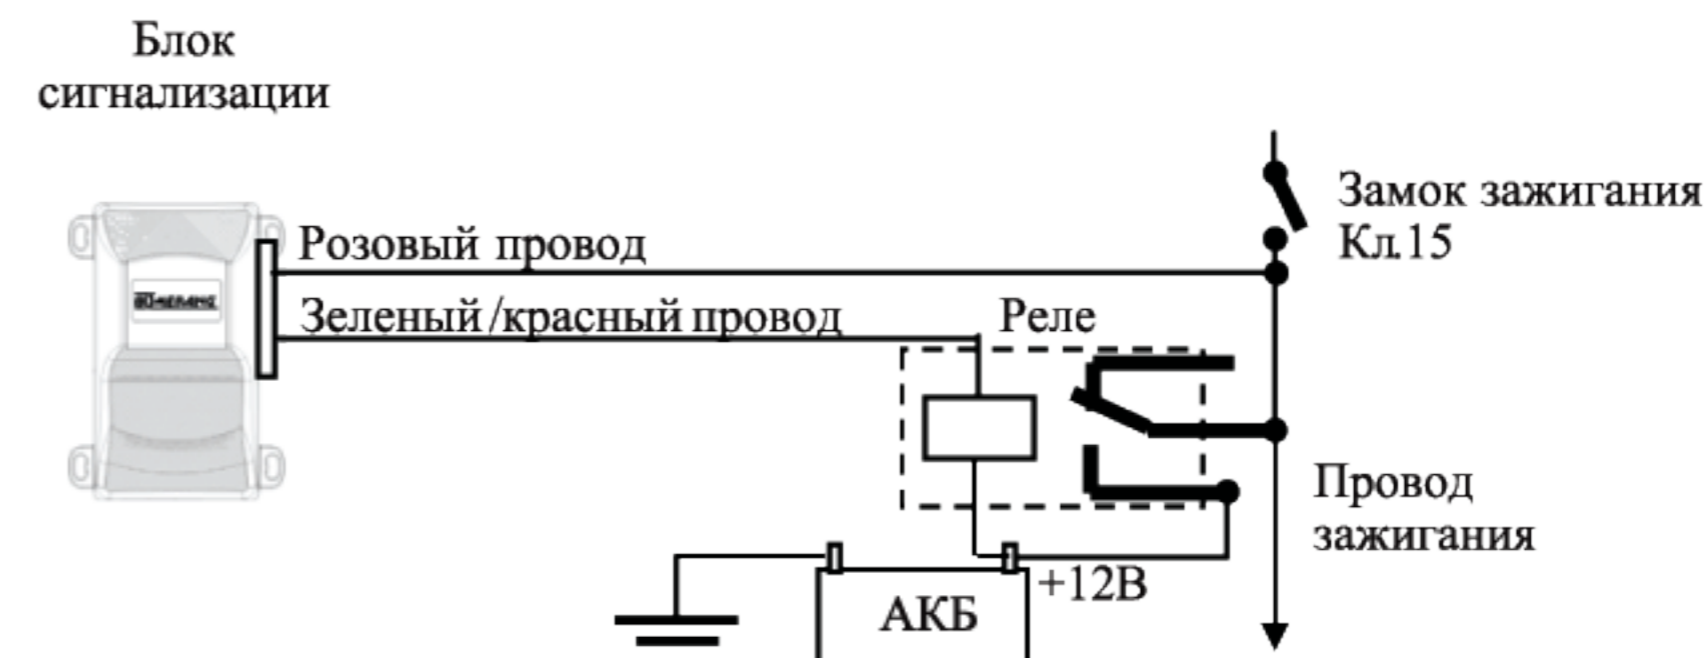 Блок
сигнализации
Замок зажигания
Кл.15
Розовый провод
Зеленый/красный провод
Реле
Провод
зажигания
+12В
АКБ